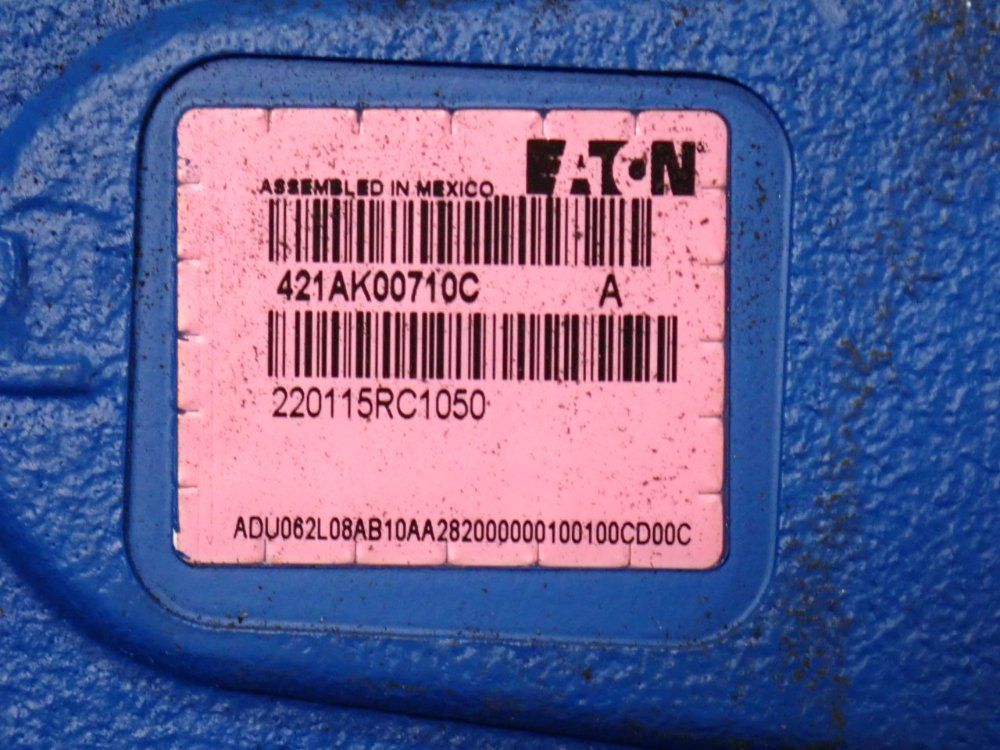 EATON
ASSEMBLED IN MEXICO
421AK00710C A
220115RC1050
ADU062L08AB10AA282000000100100CD00C